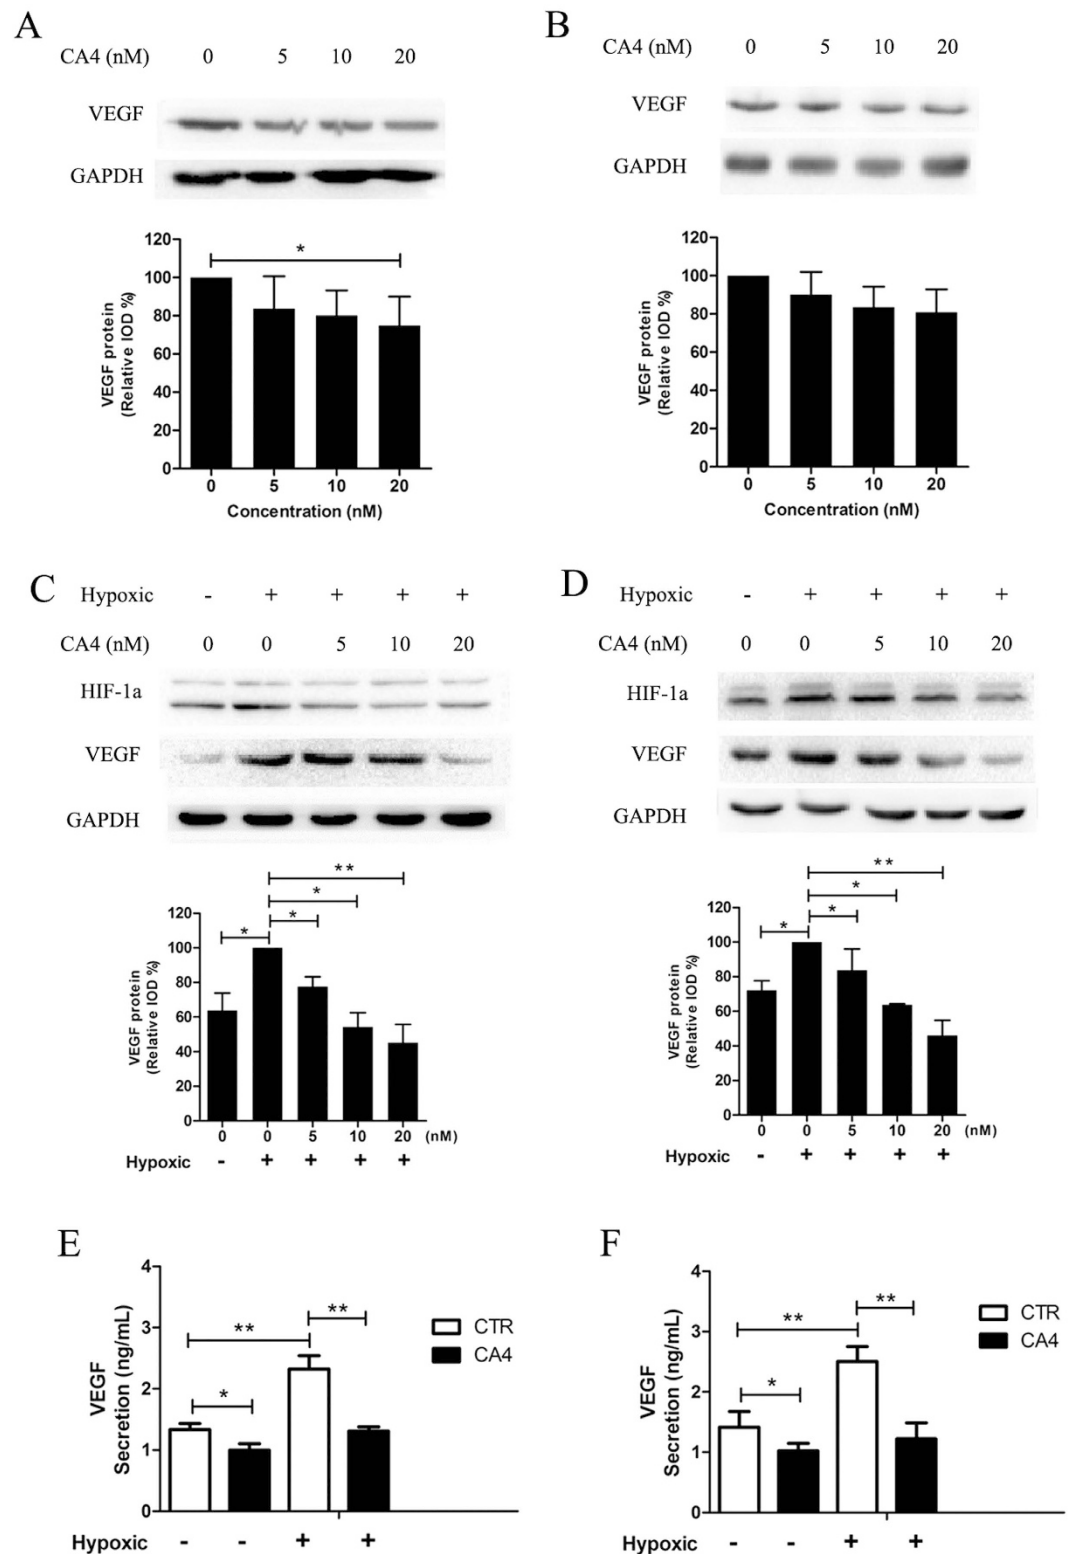 A
CA4 (nM) 0 5 10 20
VEGF
GAPDH
*
120
100
80
60
40
20
0
VEGF protein
(Relative IOD %)
0 5 10 20
Concentration (nM)
B
CA4 (nM) 0 5 10 20
VEGF
GAPDH
120
100
80
60
40
20
0
VEGF protein
(Relative IOD %)
0 5 10 20
Concentration (nM)
C
Hypoxic - + + + +
CA4 (nM) 0 0 5 10 20
HIF-1a
VEGF
GAPDH
**
*
*
*
120
100
80
60
40
20
0
VEGF protein
(Relative IOD %)
0 0 5 10 20 (nM)
Hypoxic - + + + +
D
Hypoxic - + + + +
CA4 (nM) 0 0 5 10 20
HIF-1a
VEGF
GAPDH
**
*
*
*
120
100
80
60
40
20
0
VEGF protein
(Relative IOD %)
0 0 5 10 20 (nM)
Hypoxic - + + + +
E
4
3
2
1
0
VEGF
Secretion (ng/mL)
**
**
*
CTR
CA4
Hypoxic - - + +
F
4
3
2
1
0
VEGF
Secretion (ng/mL)
**
**
*
CTR
CA4
Hypoxic - - + +